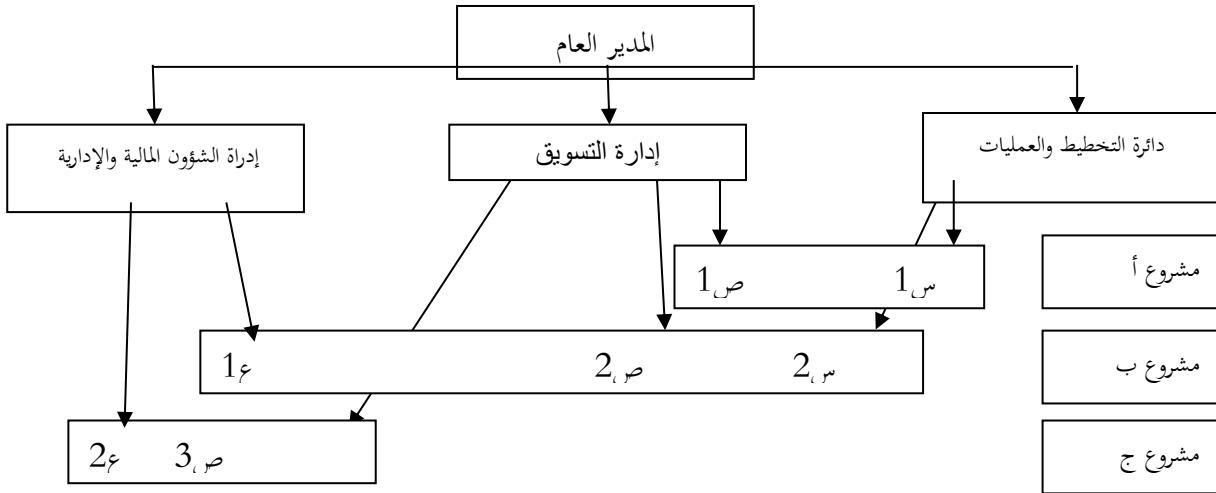 المدير العام
دائرة التخطيط والعمليات
إدارة التسويق
إدراة الشؤون المالية والإدارية
مشروع أ
س1 ص1
مشروع ب
س2 ص2 ع1
مشروع ج
ص3 ع2